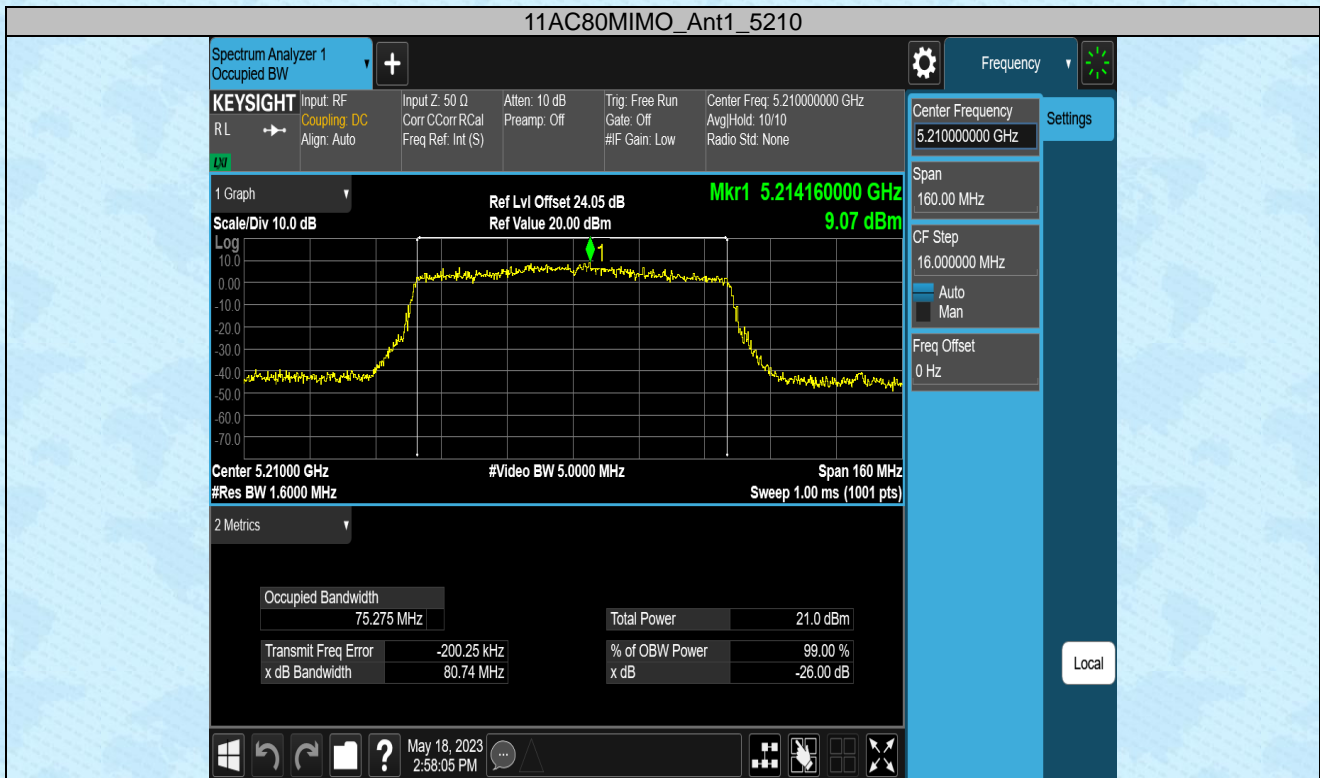 11AC80MIMO_Ant1_5210
Spectrum Analyzer 1
Occupied BW
Frequency
KEYSIGHT
R L
LXI
Input: RF
Coupling: DC
Align: Auto
Input Z: 50 Ω
Corr CCorr RCal
Freq Ref: Int (S)
Atten: 10 dB
Preamp: Off
Trig: Free Run
Gate: Off
#IF Gain: Low
Center Freq: 5.210000000 GHz
Avg|Hold: 10/10
Radio Std: None
Center Frequency
5.210000000 GHz
Settings
Span
160.00 MHz
CF Step
16.000000 MHz
Auto
Man
Freq Offset
0 Hz
1 Graph
Scale/Div 10.0 dB
Ref Lvl Offset 24.05 dB
Ref Value 20.00 dBm
Mkr1 5.214160000 GHz
9.07 dBm
Log
1
10.0
0.00
-10.0
-20.0
-30.0
-40.0
-50.0
-60.0
-70.0
Center 5.21000 GHz
#Video BW 5.0000 MHz
Span 160 MHz
#Res BW 1.6000 MHz
Sweep 1.00 ms (1001 pts)
2 Metrics
Occupied Bandwidth
75.275 MHz
Total Power 21.0 dBm
Transmit Freq Error -200.25 kHz
% of OBW Power 99.00 %
x dB Bandwidth 80.74 MHz
x dB -26.00 dB
Local
May 18, 2023
2:58:05 PM